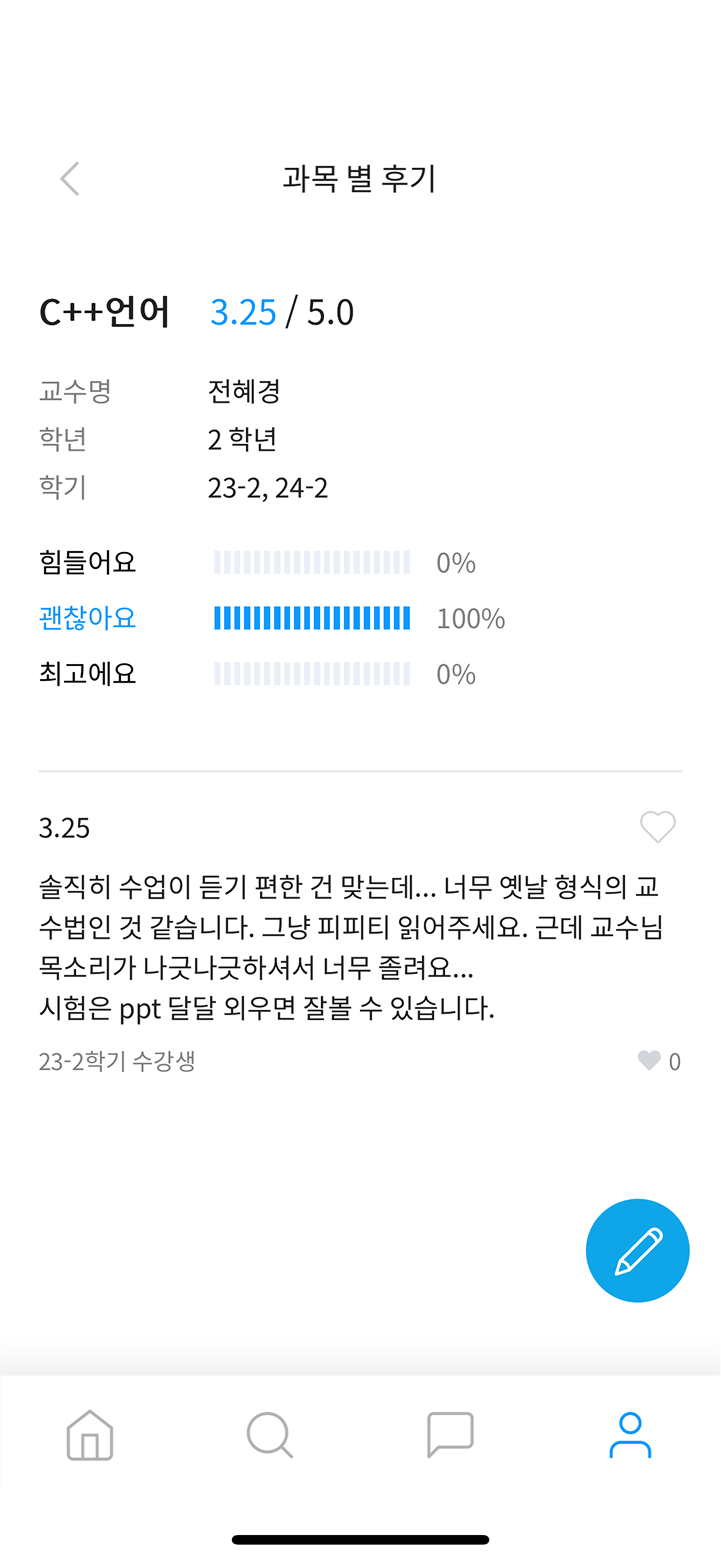 과목 별 후기
C++언어 3.25 / 5.0
교수명 전혜경
학년 2 학년
학기 23-2, 24-2
힘들어요 0%
괜찮아요 100%
최고에요 0%
3.25
솔직히 수업이 듣기 편한 건 맞는데... 너무 옛날 형식의 교
수법인 것 같습니다. 그냥 피피티 읽어주세요. 근데 교수님
목소리가 나긋나긋하셔서 너무 졸려요...
시험은 ppt 달달 외우면 잘볼 수 있습니다.
23-2학기 수강생 0